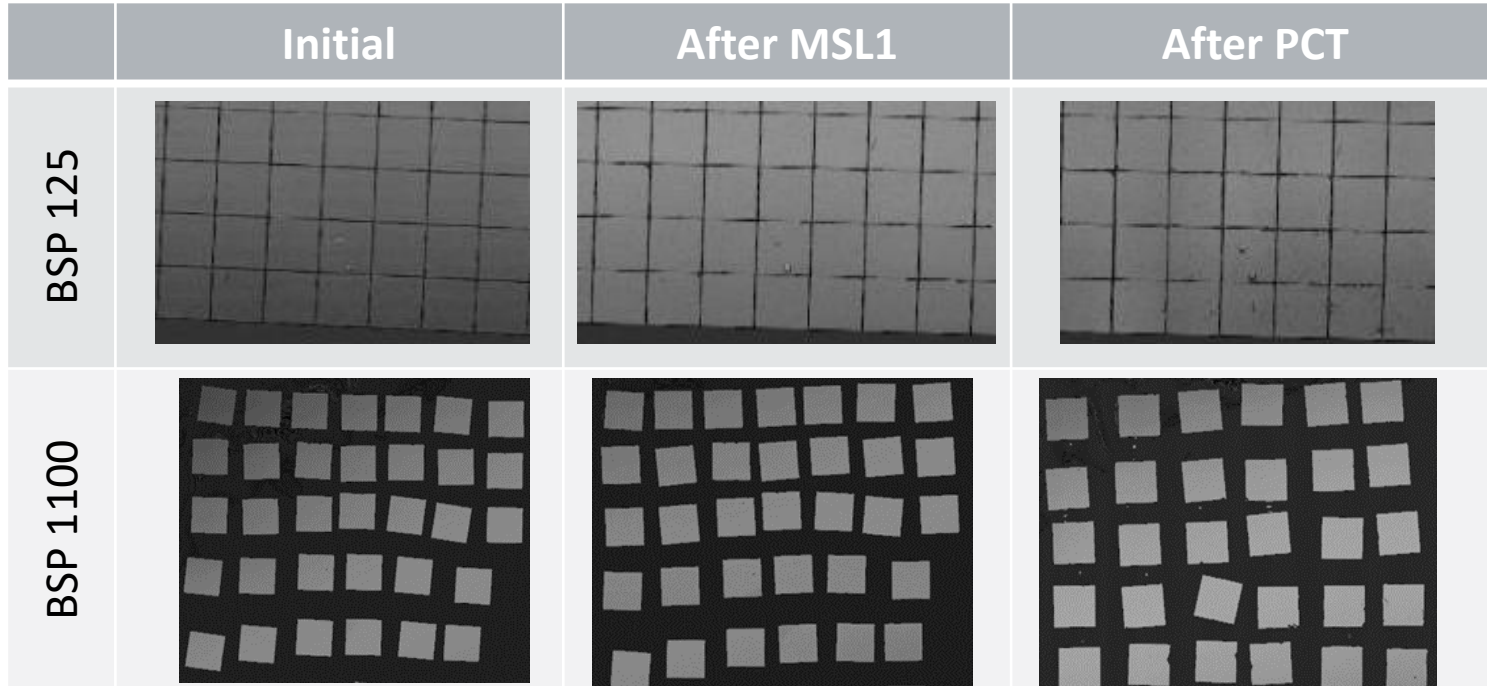 Initial
After MSL1
After PCT
BSP 125
BSP 1100